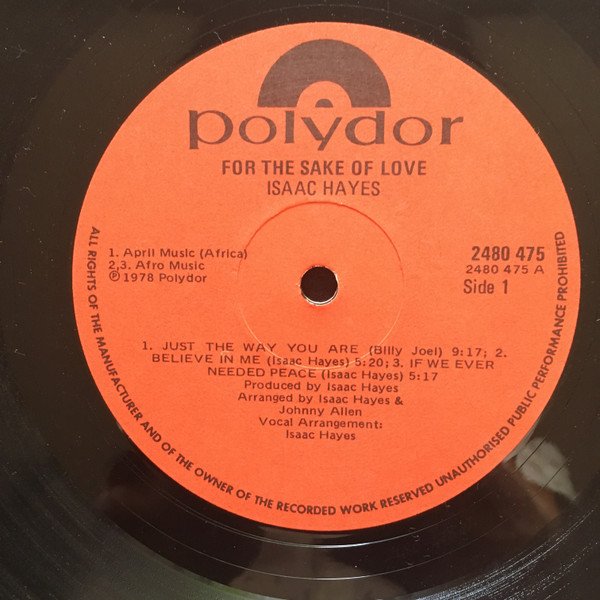 polydor
FOR THE SAKE OF LOVE
ISAAC HAYES
1. April Music (Africa)
2,3. Afro Music
℗ 1978 Polydor
2480 475
2480 475 A
Side 1
1. JUST THE WAY YOU ARE (Billy Joel) 9:17; 2.
BELIEVE IN ME (Isaac Hayes) 5:20; 3. IF WE EVER
NEEDED PEACE (Isaac Hayes) 5:17
Produced by Isaac Hayes
Arranged by Isaac Hayes &
Johnny Allen
Vocal Arrangement:
Isaac Hayes
ALL RIGHTS OF THE MANUFACTURER AND OF THE OWNER OF THE RECORDED WORK RESERVED UNAUTHORISED PUBLIC PERFORMANCE PROHIBITED